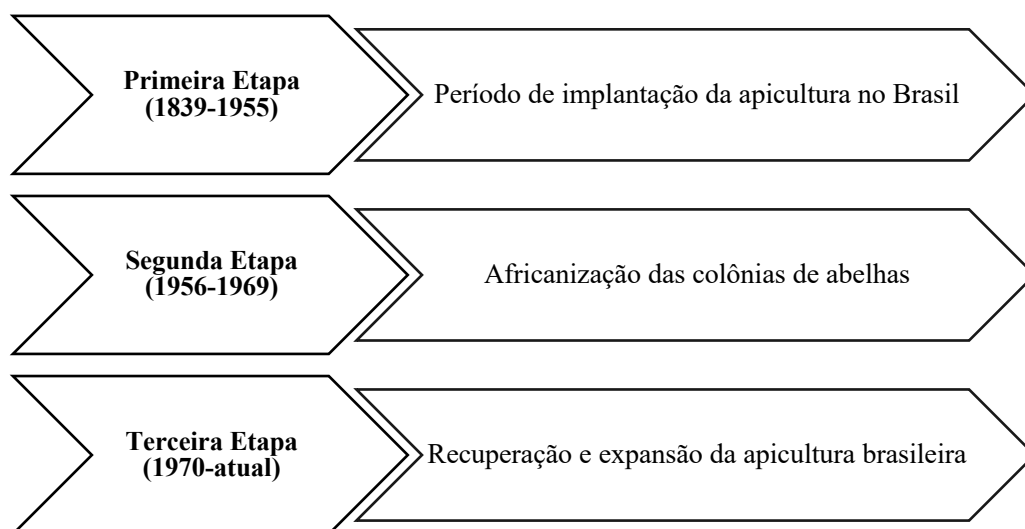 Primeira Etapa
(1839-1955)
Período de implantação da apicultura no Brasil
Segunda Etapa
(1956-1969)
Africanização das colônias de abelhas
Terceira Etapa
(1970-atual)
Recuperação e expansão da apicultura brasileira